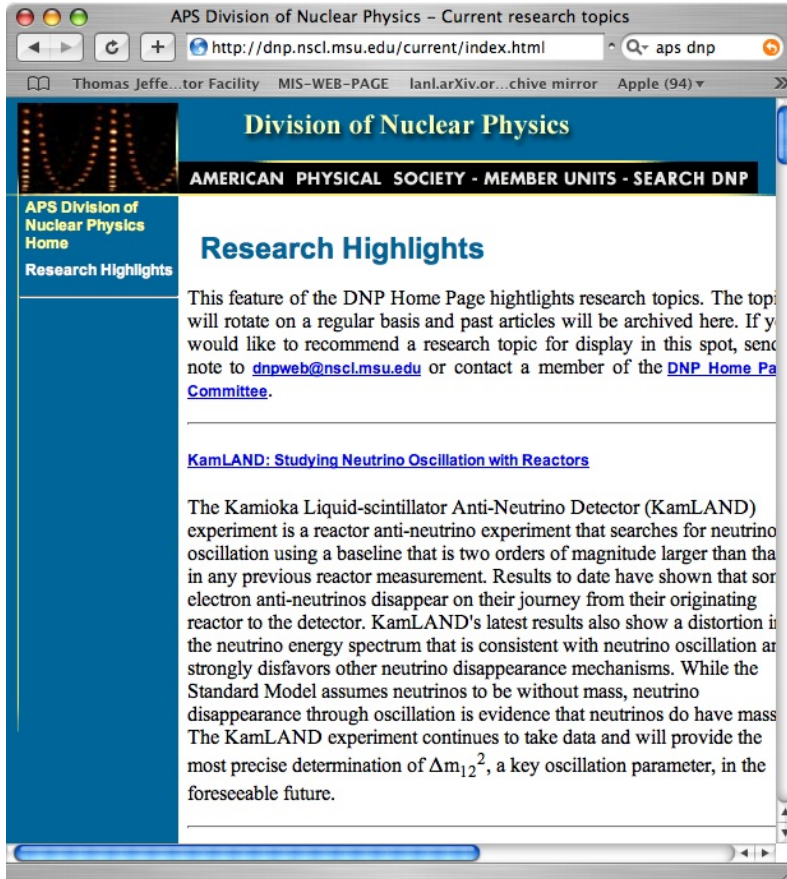 APS Division of Nuclear Physics – Current research topics
http://dnp.nscl.msu.edu/current/index.html
aps dnp
Thomas Jeffe...tor Facility MIS-WEB-PAGE lanl.arXiv.or...chive mirror Apple (94)
Division of Nuclear Physics
AMERICAN PHYSICAL SOCIETY - MEMBER UNITS - SEARCH DNP
APS Division of
Nuclear Physics
Home
Research Highlights
Research Highlights
This feature of the DNP Home Page hightlights research topics. The topi
will rotate on a regular basis and past articles will be archived here. If y
would like to recommend a research topic for display in this spot, send
note to dnpweb@nscl.msu.edu or contact a member of the DNP Home Pa
Committee.
KamLAND: Studying Neutrino Oscillation with Reactors
The Kamioka Liquid-scintillator Anti-Neutrino Detector (KamLAND)
experiment is a reactor anti-neutrino experiment that searches for neutrino
oscillation using a baseline that is two orders of magnitude larger than tha
in any previous reactor measurement. Results to date have shown that som
electron anti-neutrinos disappear on their journey from their originating
reactor to the detector. KamLAND's latest results also show a distortion in
the neutrino energy spectrum that is consistent with neutrino oscillation an
strongly disfavors other neutrino disappearance mechanisms. While the
Standard Model assumes neutrinos to be without mass, neutrino
disappearance through oscillation is evidence that neutrinos do have mass
The KamLAND experiment continues to take data and will provide the
most precise determination of Δm₁₂², a key oscillation parameter, in the
foreseeable future.